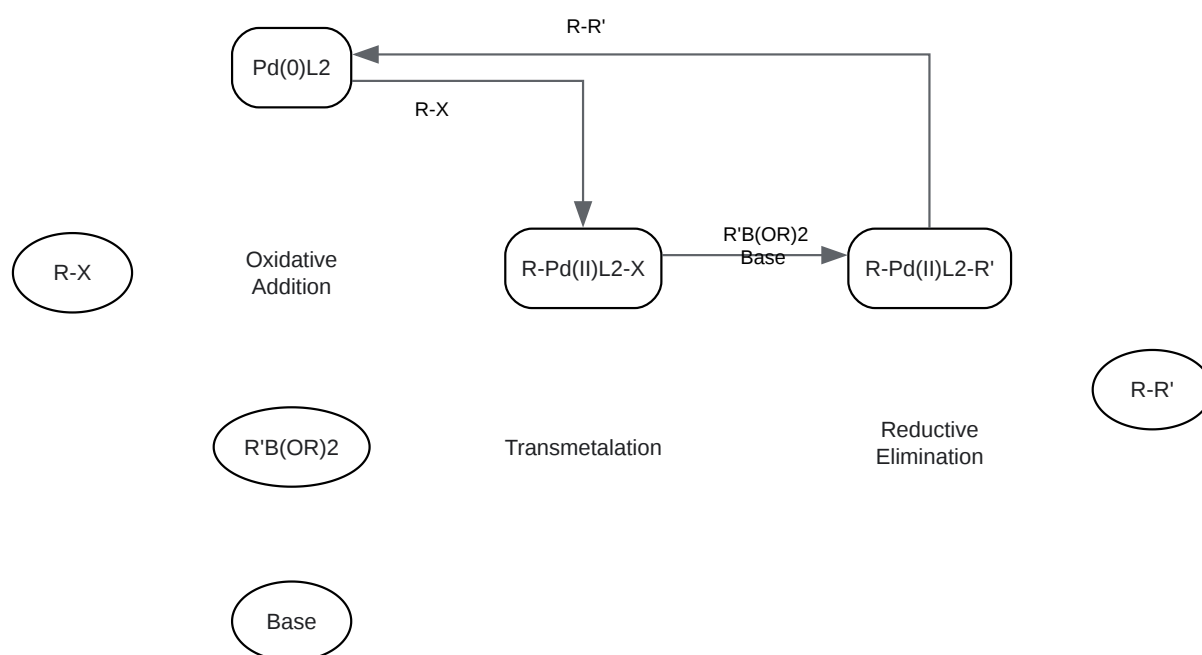 R-R'
Pd(0)L2
R-X
R'B(OR)2
Base
R-X
Oxidative
Addition
R-Pd(II)L2-X
R-Pd(II)L2-R'
R-R'
R'B(OR)2
Transmetalation
Reductive
Elimination
Base